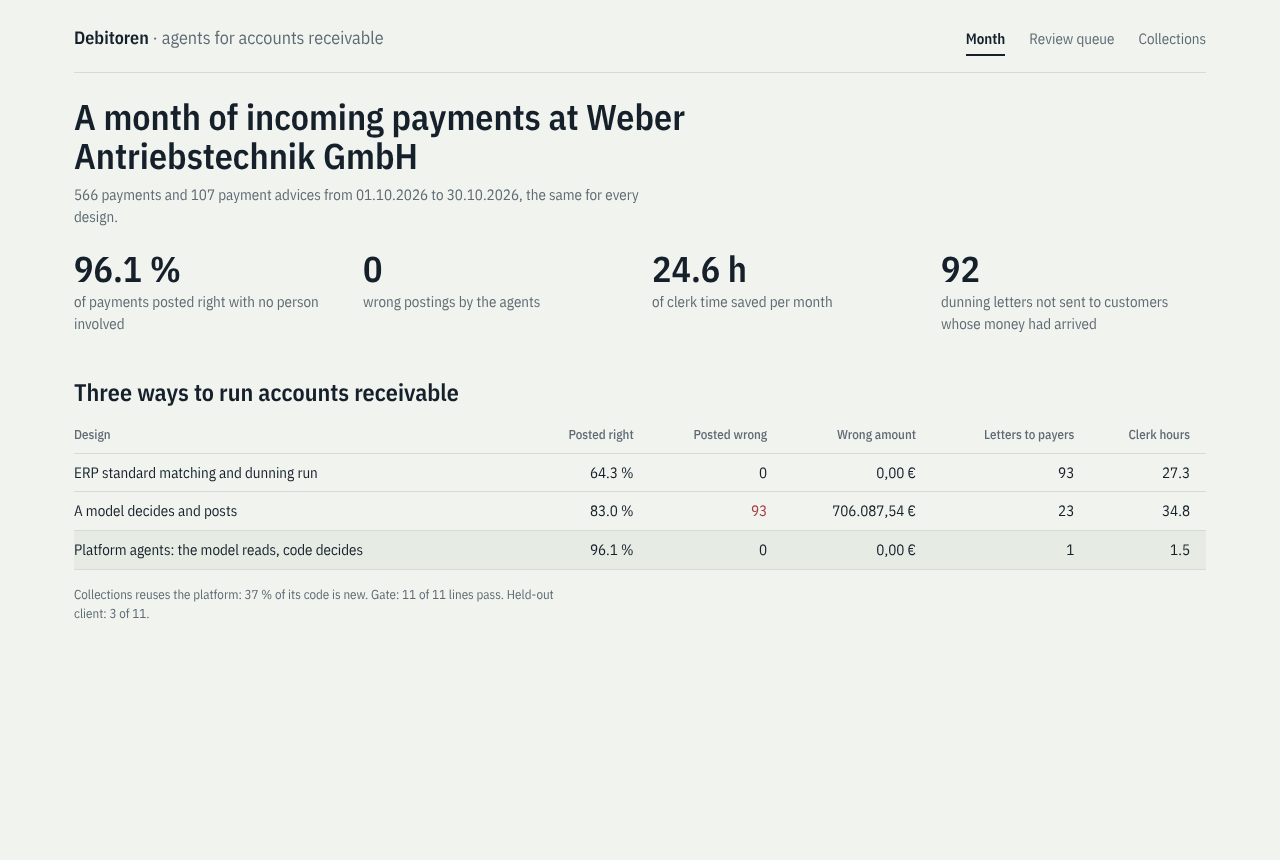 Debitoren · agents for accounts receivable
Month Review queue Collections
A month of incoming payments at Weber
Antriebstechnik GmbH
566 payments and 107 payment advices from 01.10.2026 to 30.10.2026, the same for every
design.
96.1 %
of payments posted right with no person
involved
0
wrong postings by the agents
24.6 h
of clerk time saved per month
92
dunning letters not sent to customers
whose money had arrived
Three ways to run accounts receivable
Design Posted right Posted wrong Wrong amount Letters to payers Clerk hours
ERP standard matching and dunning run 64.3 % 0 0,00 € 93 27.3
A model decides and posts 83.0 % 93 706.087,54 € 23 34.8
Platform agents: the model reads, code decides 96.1 % 0 0,00 € 1 1.5
Collections reuses the platform: 37 % of its code is new. Gate: 11 of 11 lines pass. Held-out
client: 3 of 11.